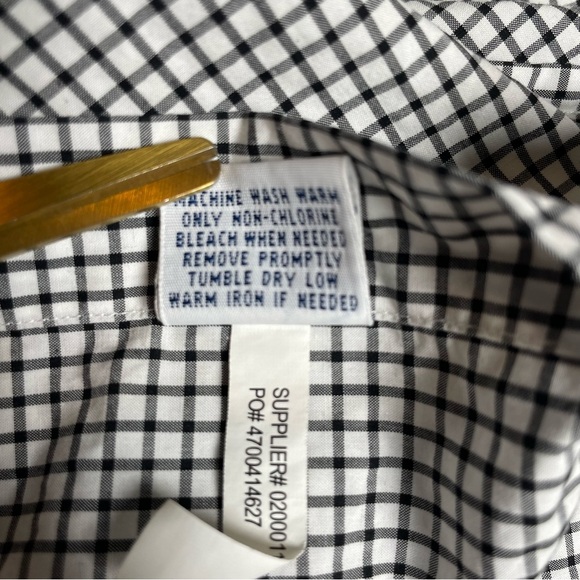 MACHINE WASH WARM
ONLY NON-CHLORINE
BLEACH WHEN NEEDED
REMOVE PROMPTLY
TUMBLE DRY LOW
WARM IRON IF NEEDED
SUPPLIER#
PO# 4700414627